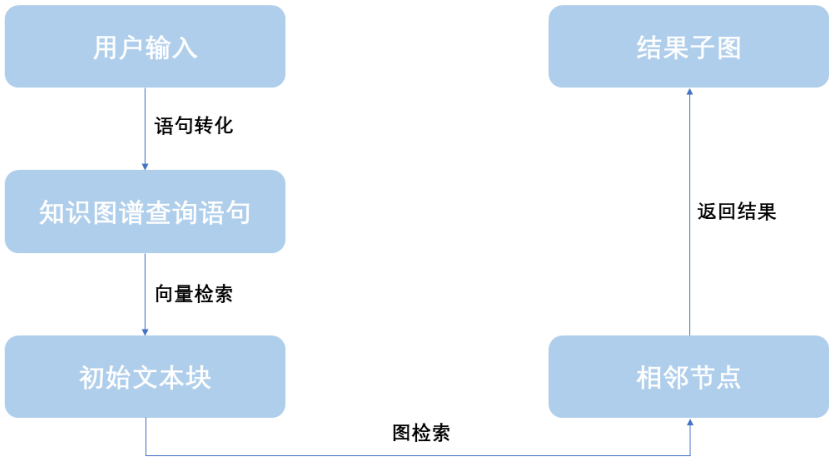 用户输入
语句转化
知识图谱查询语句
向量检索
初始文本块
图检索
相邻节点
返回结果
结果子图